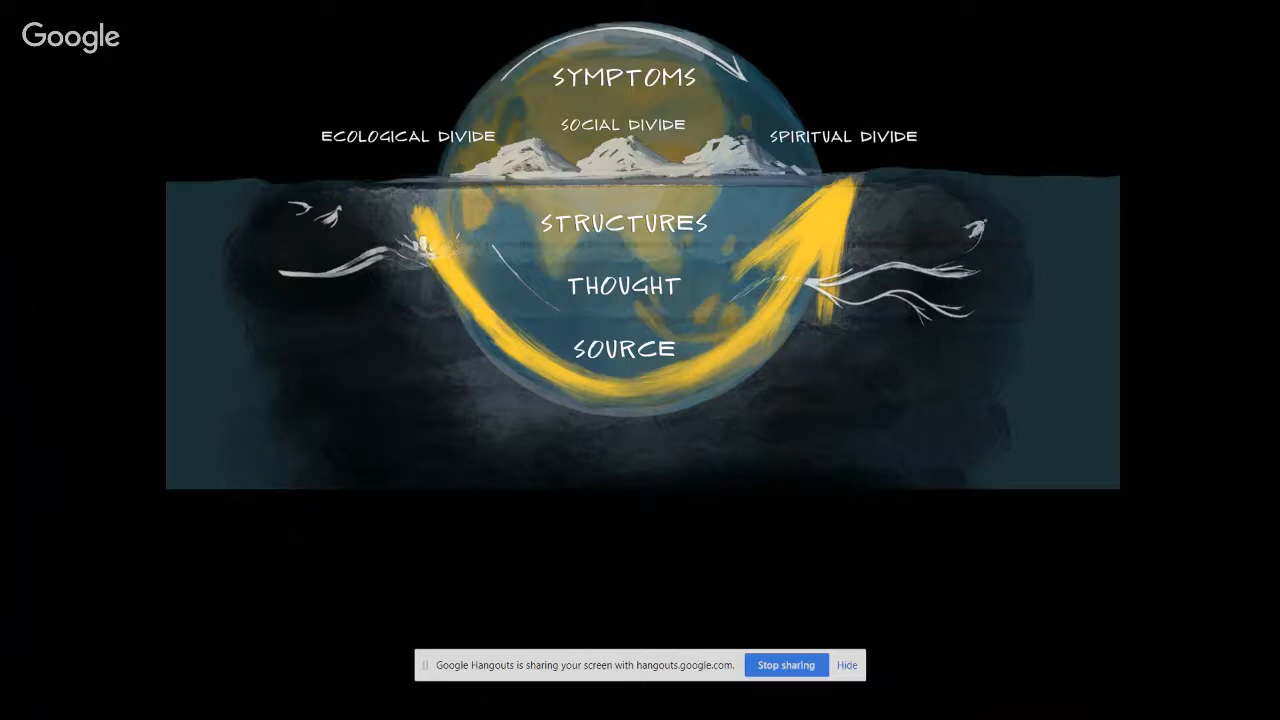 Google
SYMPTOMS
SOCIAL DIVIDE
ECOLOGICAL DIVIDE
SPIRITUAL DIVIDE
STRUCTURES
THOUGHT
SOURCE
Google Hangouts is sharing your screen with hangouts.google.com.
Stop sharing
Hide